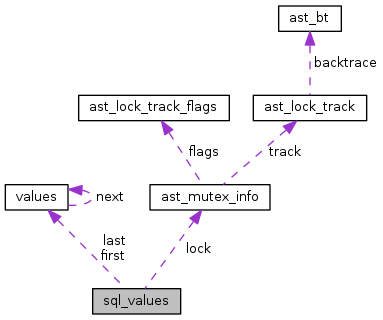 ast_bt
backtrace
ast_lock_track_flags
ast_lock_track
flags
track
values
next
ast_mutex_info
last
first
lock
sql_values